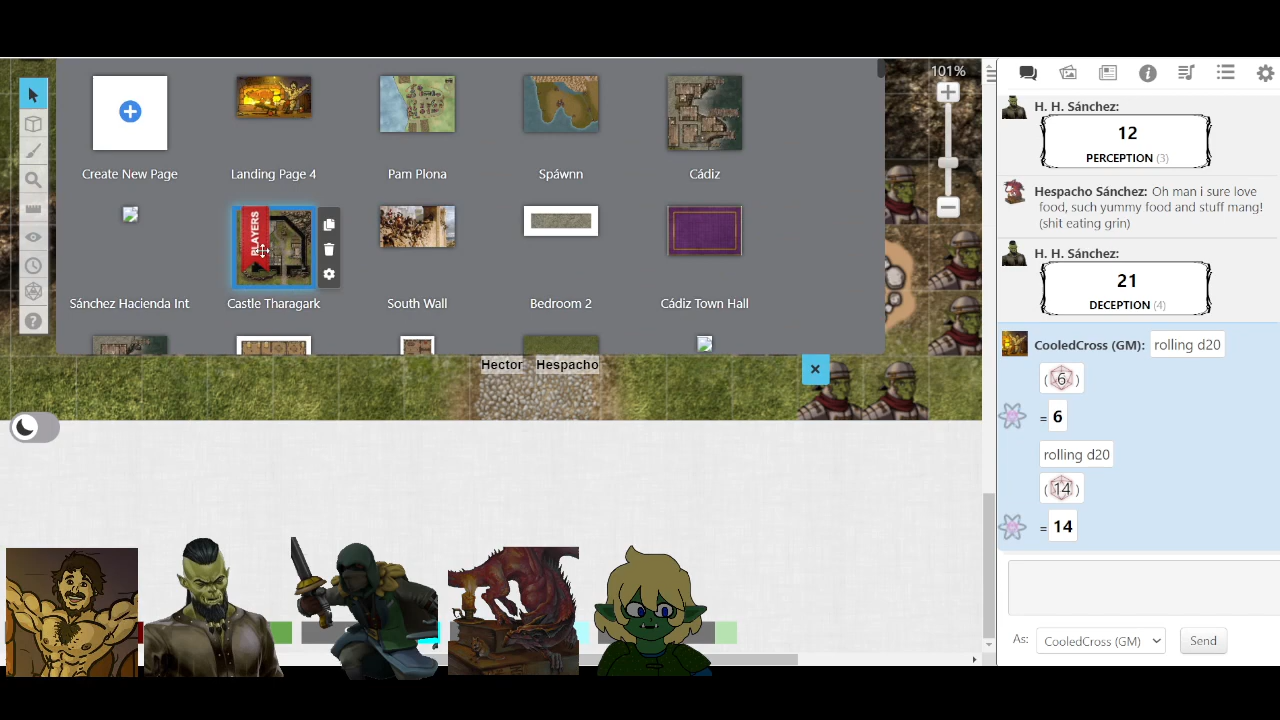 101%
Create New Page
Landing Page 4
Pam Plona
Spáwnn
Cádiz
PLAYERS
Sánchez Hacienda Int
Castle Tharagark
South Wall
Bedroom 2
Cádiz Town Hall
Hector
Hespacho
H. H. Sánchez:
12
PERCEPTION (3)
Hespacho Sánchez: Oh man i sure love
food, such yummy food and stuff mang!
(shit eating grin)
H. H. Sánchez:
21
DECEPTION (4)
CooledCross (GM): rolling d20
(6)
= 6
rolling d20
(14)
= 14
As: CooledCross (GM) Send